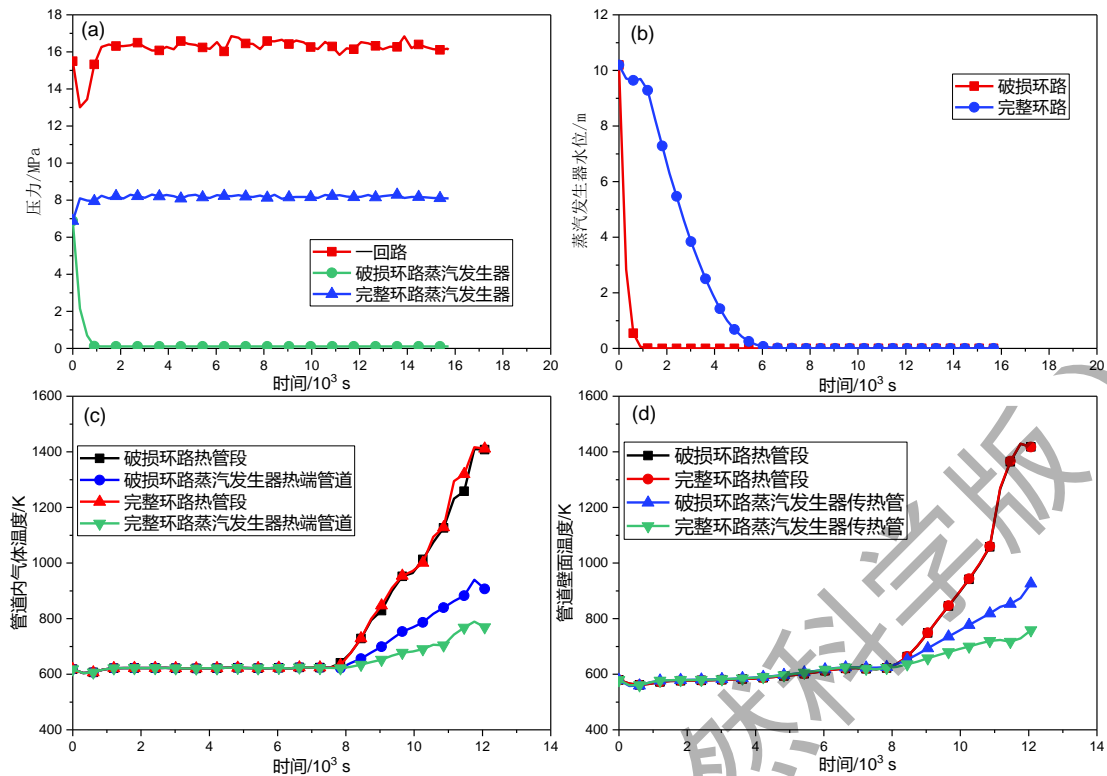 (a)
18
16
14
12
10
8
6
4
2
0
压力/MPa
一回路
破损环路蒸汽发生器
完整环路蒸汽发生器
0 2 4 6 8 10 12 14 16 18 20
时间/10³ s
(b)
12
10
8
6
4
2
0
蒸汽发生器水位/m
破损环路
完整环路
0 2 4 6 8 10 12 14 16 18 20
时间/10³ s
(c)
1600
1400
1200
1000
800
600
400
管道内气体温度/K
破损环路热管段
破损环路蒸汽发生器热端管道
完整环路热管段
完整环路蒸汽发生器热端管道
0 2 4 6 8 10 12 14
时间/10³ s
(d)
1600
1400
1200
1000
800
600
400
管道壁面温度/K
破损环路热管段
完整环路热管段
破损环路蒸汽发生器传热管
完整环路蒸汽发生器传热管
0 2 4 6 8 10 12 14
时间/10³ s
然科学版）